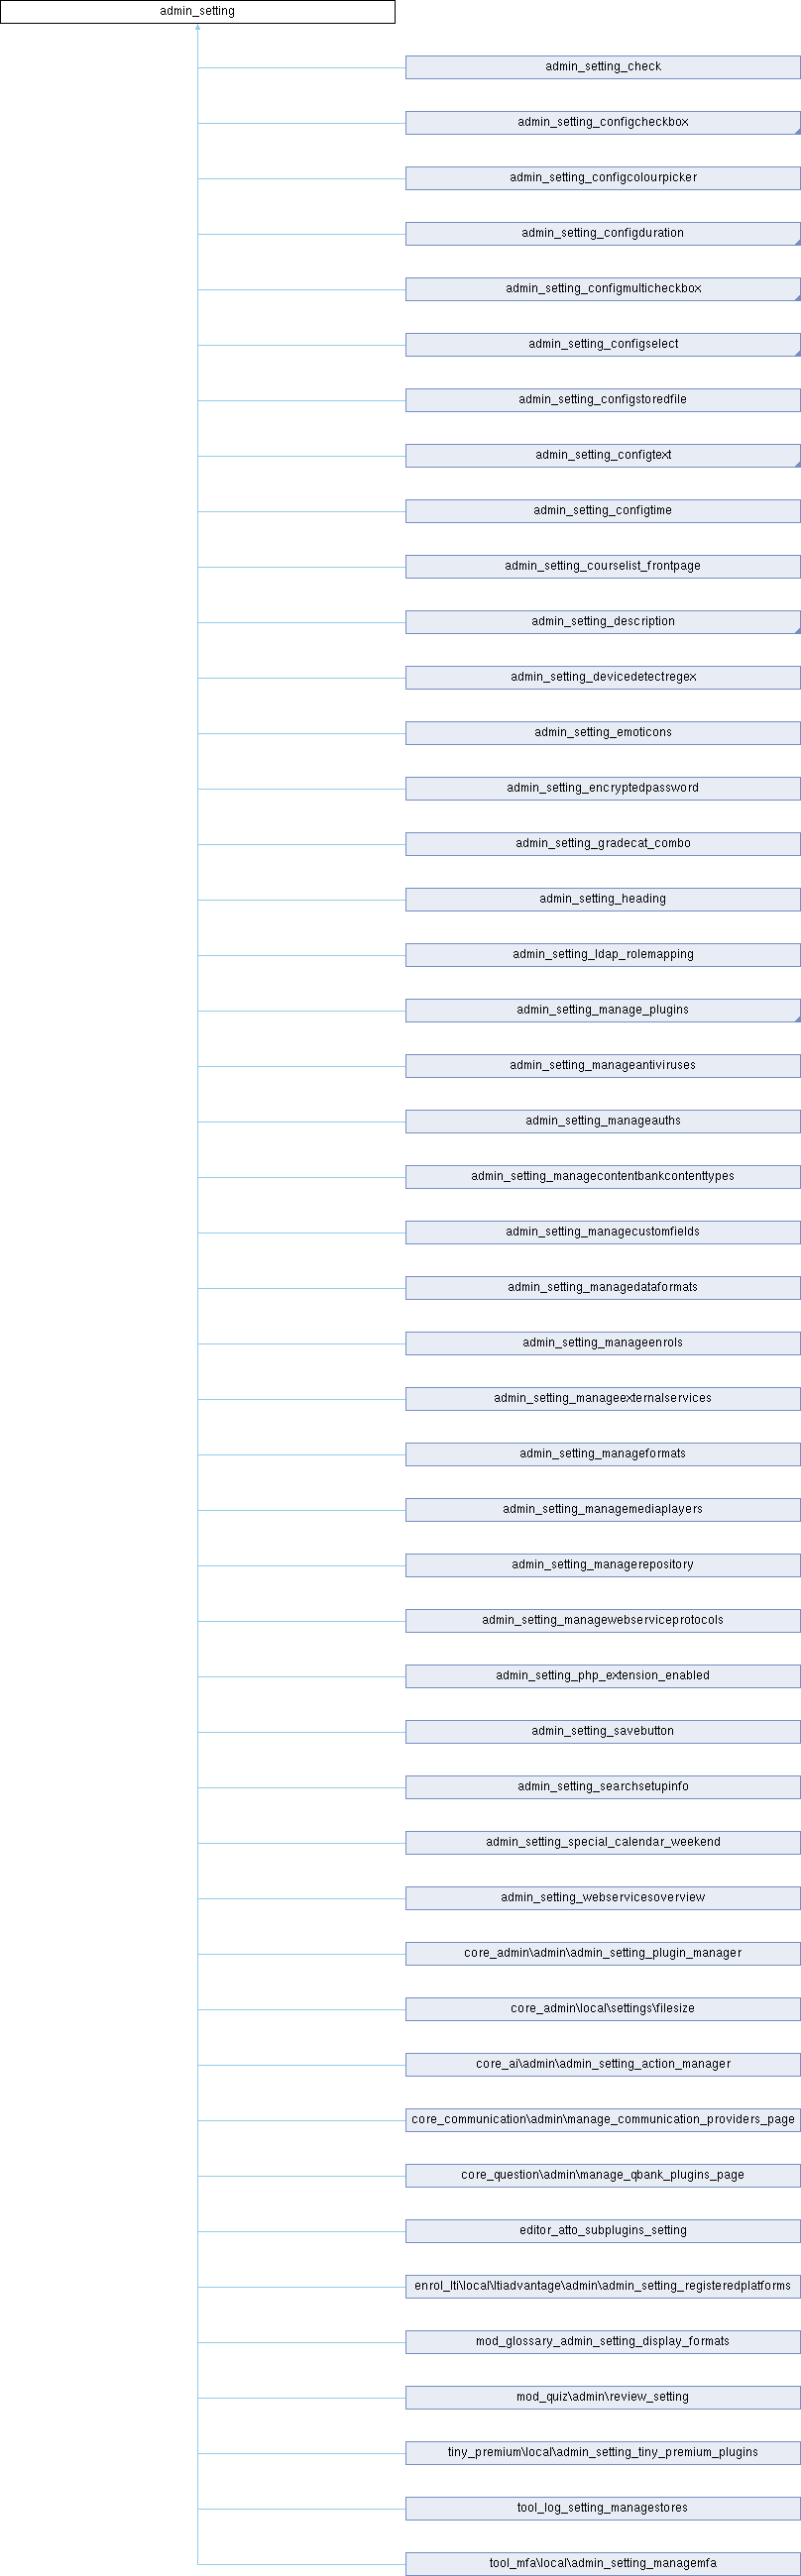 admin_setting
admin_setting_check
admin_setting_configcheckbox
admin_setting_configcolourpicker
admin_setting_configduration
admin_setting_configmulticheckbox
admin_setting_configselect
admin_setting_configstoredfile
admin_setting_configtext
admin_setting_configtime
admin_setting_courselist_frontpage
admin_setting_description
admin_setting_devicedetectregex
admin_setting_emoticons
admin_setting_encryptedpassword
admin_setting_gradecat_combo
admin_setting_heading
admin_setting_ldap_rolemapping
admin_setting_manage_plugins
admin_setting_manageantiviruses
admin_setting_manageauths
admin_setting_managecontentbankcontenttypes
admin_setting_managecustomfields
admin_setting_managedataformats
admin_setting_manageenrols
admin_setting_manageexternalservices
admin_setting_manageformats
admin_setting_managemediaplayers
admin_setting_managerepository
admin_setting_managewebserviceprotocols
admin_setting_php_extension_enabled
admin_setting_savebutton
admin_setting_searchsetupinfo
admin_setting_special_calendar_weekend
admin_setting_webservicesoverview
core_admin\admin\admin_setting_plugin_manager
core_admin\local\settings\filesize
core_ai\admin\admin_setting_action_manager
core_communication\admin\manage_communication_providers_page
core_question\admin\manage_qbank_plugins_page
editor_atto_subplugins_setting
enrol_lti\local\ltiadvantage\admin\admin_setting_registeredplatforms
mod_glossary_admin_setting_display_formats
mod_quiz\admin\review_setting
tiny_premium\local\admin_setting_tiny_premium_plugins
tool_log_setting_managestores
tool_mfa\local\admin_setting_managemfa